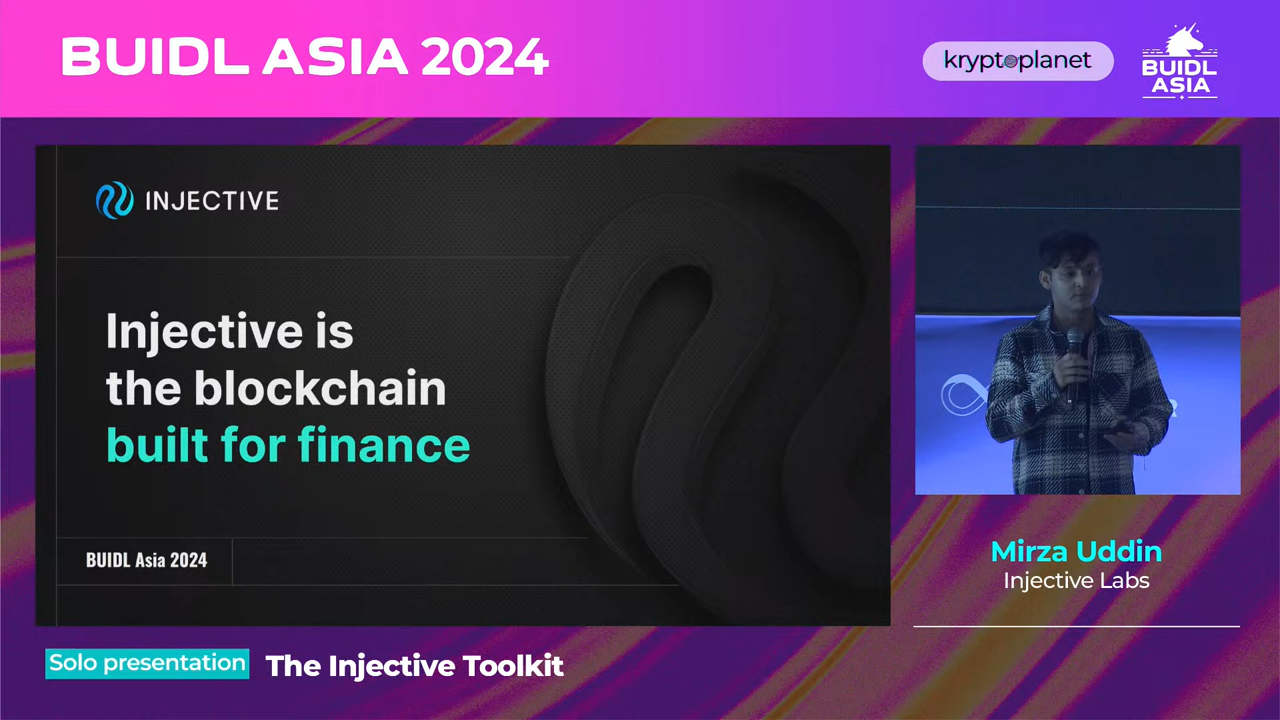 BUIDL ASIA 2024
kryptoplanet
BUIDL
ASIA
INJECTIVE
Injective is
the blockchain
built for finance
BUIDL Asia 2024
Mirza Uddin
Injective Labs
Solo presentation
The Injective Toolkit